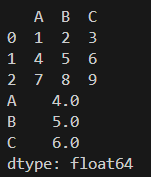 A  B  C
0  1  2  3
1  4  5  6
2  7  8  9
A    4.0
B    5.0
C    6.0
dtype: float64